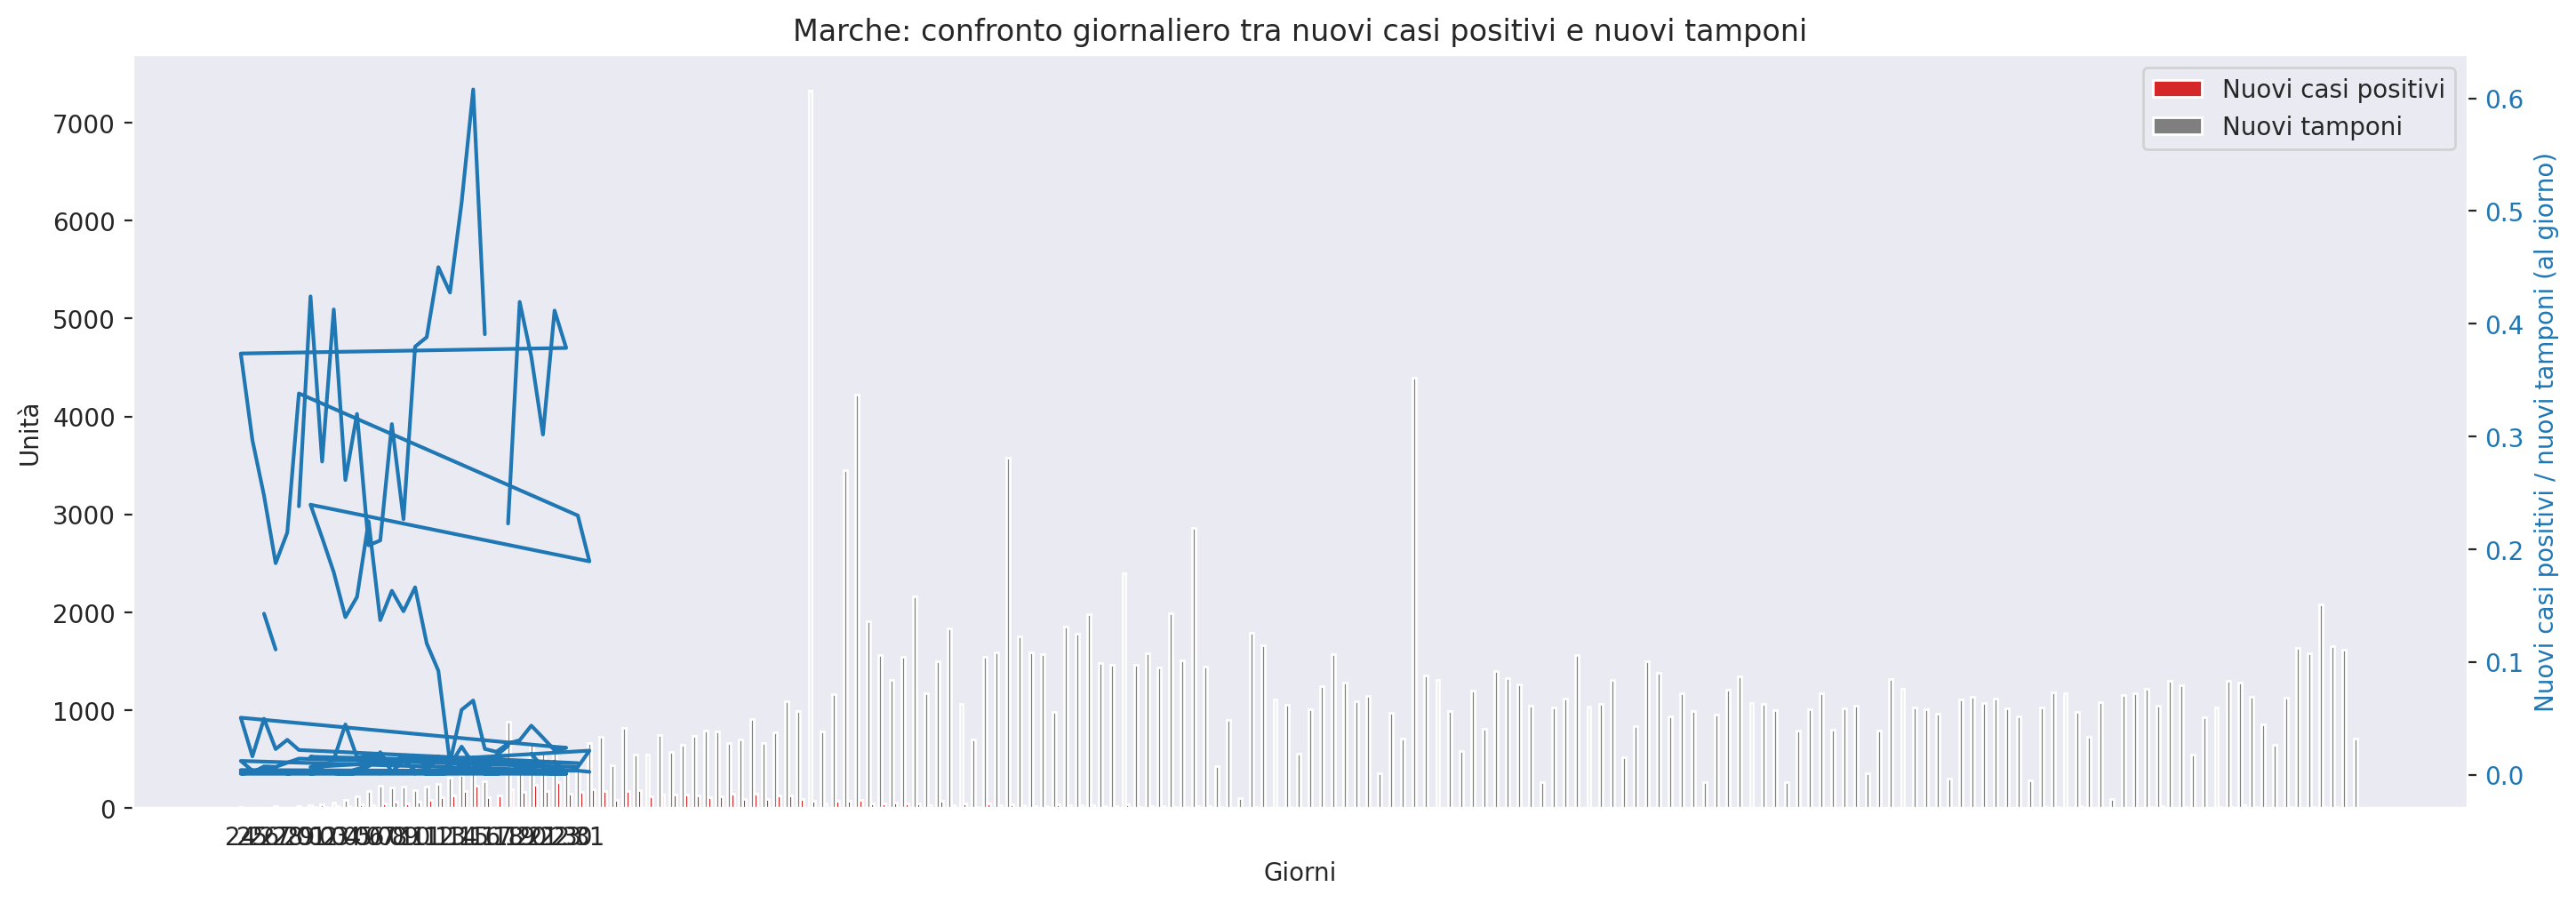 Marche: confronto giornaliero tra nuovi casi positivi e nuovi tamponi
Nuovi casi positivi
Nuovi tamponi
7000
6000
5000
4000
3000
2000
1000
0
Unità
0.6
0.5
0.4
0.3
0.2
0.1
0.0
Nuovi casi positivi / nuovi tamponi (al giorno)
Giorni